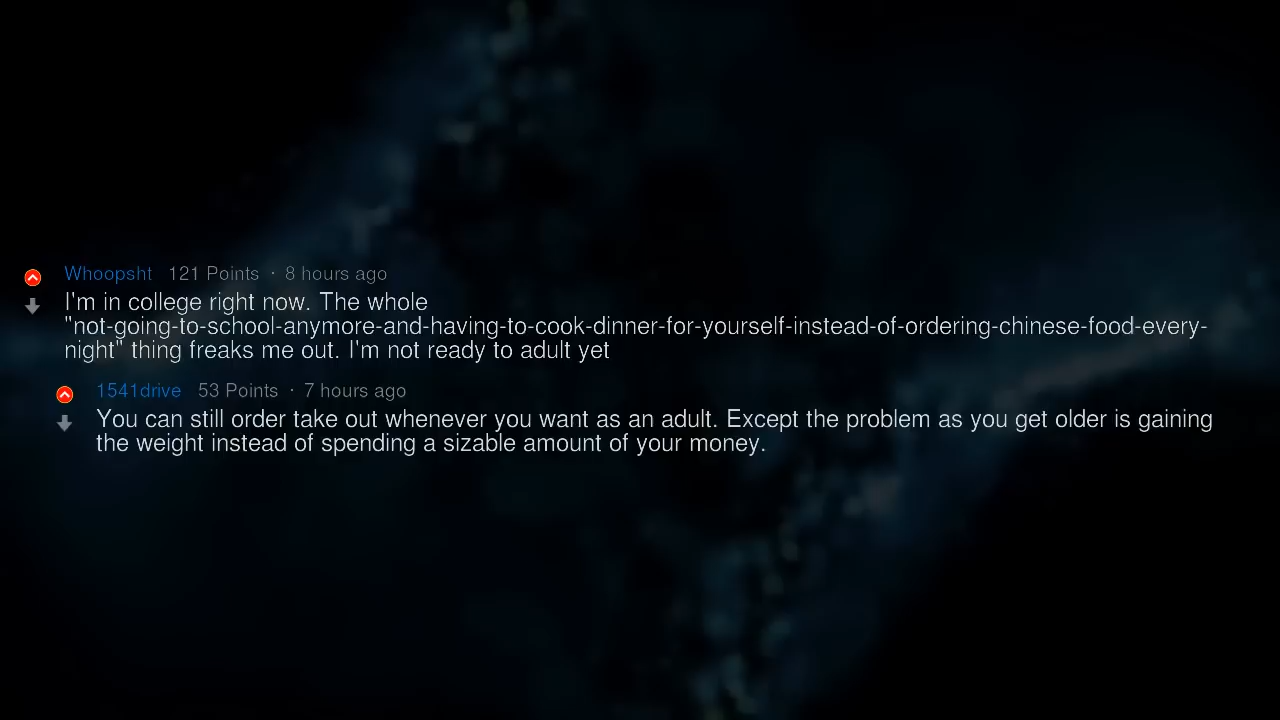 Whoopsht 121 Points · 8 hours ago
I'm in college right now. The whole
"not-going-to-school-anymore-and-having-to-cook-dinner-for-yourself-instead-of-ordering-chinese-food-every-
night" thing freaks me out. I'm not ready to adult yet
1541drive 53 Points · 7 hours ago
You can still order take out whenever you want as an adult. Except the problem as you get older is gaining
the weight instead of spending a sizable amount of your money.